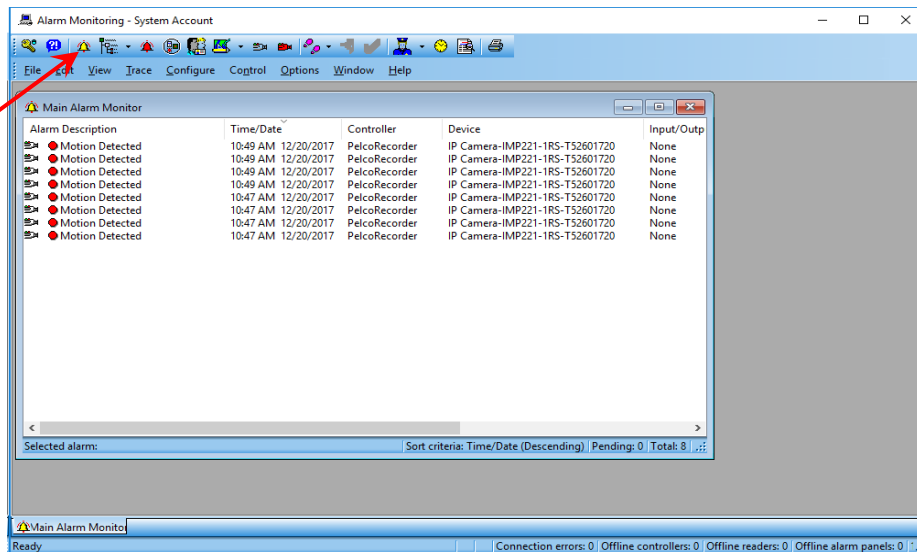 Alarm Monitoring - System Account
File Edit View Trace Configure Control Options Window Help
Main Alarm Monitor
Alarm Description Time/Date Controller Device Input/Outp
Motion Detected 10:49 AM 12/20/2017 PelcoRecorder IP Camera-IMP221-1RS-T52601720 None
Motion Detected 10:49 AM 12/20/2017 PelcoRecorder IP Camera-IMP221-1RS-T52601720 None
Motion Detected 10:49 AM 12/20/2017 PelcoRecorder IP Camera-IMP221-1RS-T52601720 None
Motion Detected 10:49 AM 12/20/2017 PelcoRecorder IP Camera-IMP221-1RS-T52601720 None
Motion Detected 10:47 AM 12/20/2017 PelcoRecorder IP Camera-IMP221-1RS-T52601720 None
Motion Detected 10:47 AM 12/20/2017 PelcoRecorder IP Camera-IMP221-1RS-T52601720 None
Motion Detected 10:47 AM 12/20/2017 PelcoRecorder IP Camera-IMP221-1RS-T52601720 None
Motion Detected 10:47 AM 12/20/2017 PelcoRecorder IP Camera-IMP221-1RS-T52601720 None
Selected alarm: Sort criteria: Time/Date (Descending) Pending: 0 Total: 8
Main Alarm Monitor
Ready Connection errors: 0 Offline controllers: 0 Offline readers: 0 Offline alarm panels: 0